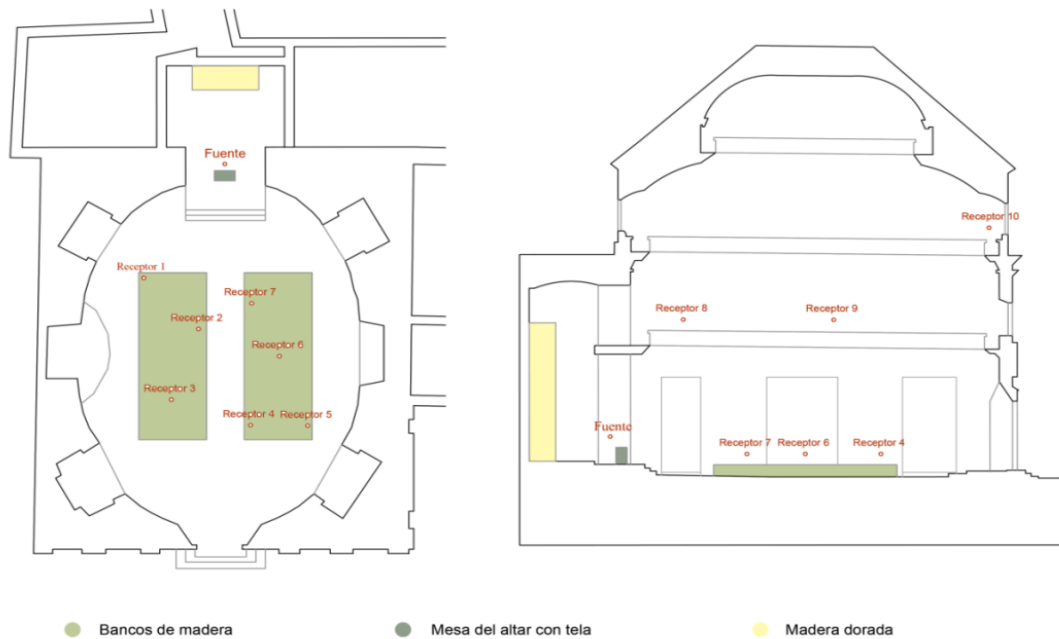 Fuente
Receptor 1
Receptor 7
Receptor 2
Receptor 6
Receptor 3
Receptor 4
Receptor 5
Receptor 10
Receptor 8
Receptor 9
Fuente
Receptor 7
Receptor 6
Receptor 4
Bancos de madera
Mesa del altar con tela
Madera dorada